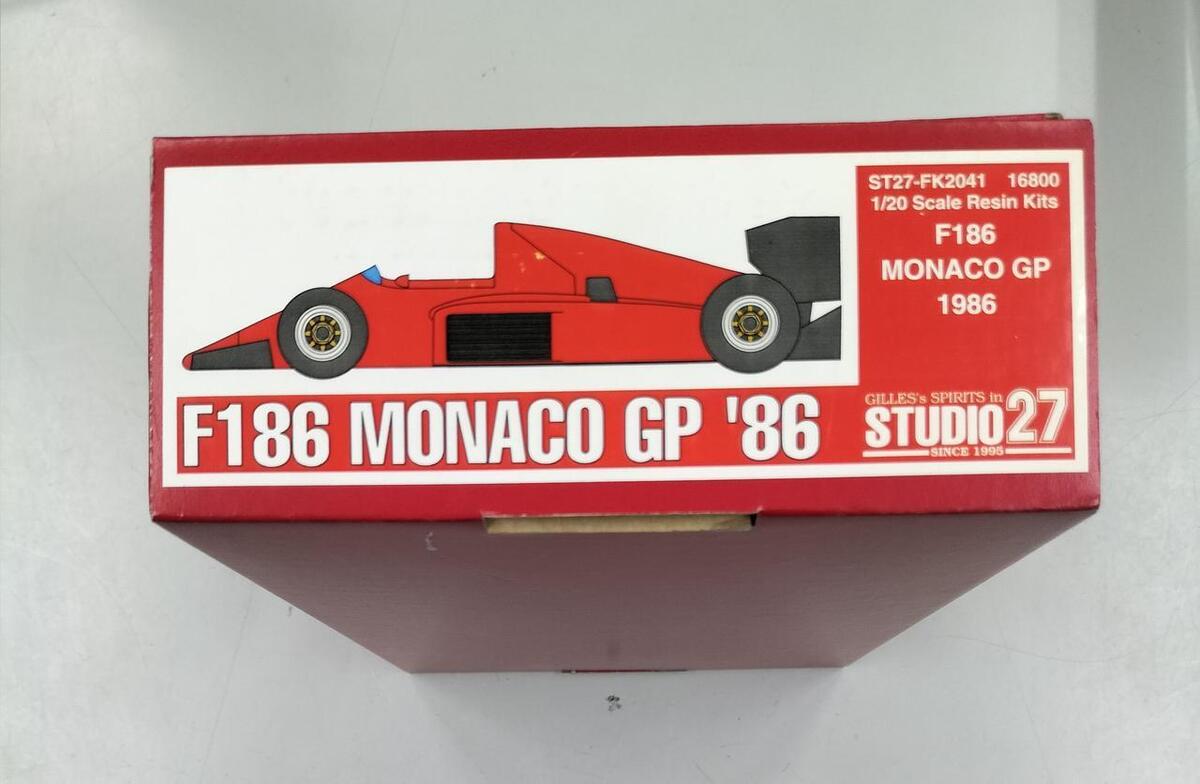 ST27-FK2041 16800
1/20 Scale Resin Kits
F186
MONACO GP
1986
F186 MONACO GP '86
GILLES's SPIRITS in
STUDIO27
SINCE 1995